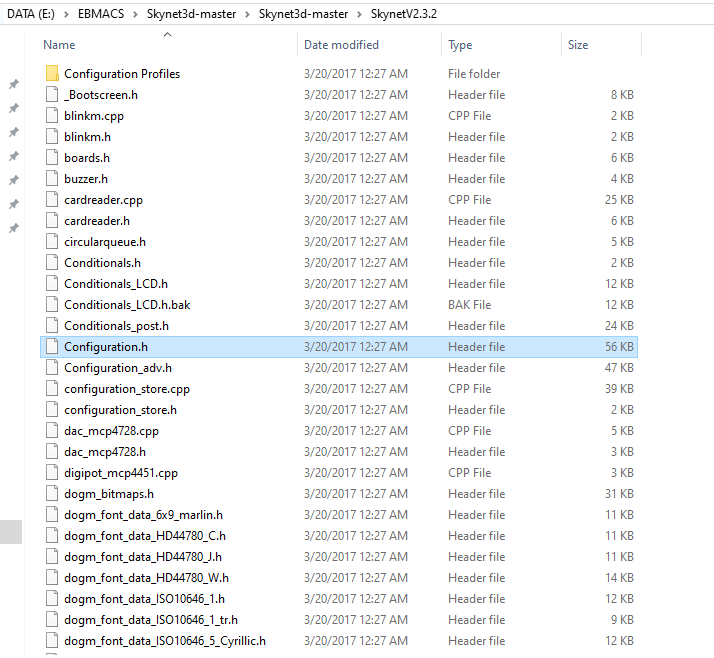 DATA (E:) > EBMACS > Skynet3d-master > Skynet3d-master > SkynetV2.3.2
Name Date modified Type Size
Configuration Profiles 3/20/2017 12:27 AM File folder
_Bootscreen.h 3/20/2017 12:27 AM Header file 8 KB
blinkm.cpp 3/20/2017 12:27 AM CPP File 2 KB
blinkm.h 3/20/2017 12:27 AM Header file 2 KB
boards.h 3/20/2017 12:27 AM Header file 6 KB
buzzer.h 3/20/2017 12:27 AM Header file 4 KB
cardreader.cpp 3/20/2017 12:27 AM CPP File 25 KB
cardreader.h 3/20/2017 12:27 AM Header file 6 KB
circularqueue.h 3/20/2017 12:27 AM Header file 5 KB
Conditionals.h 3/20/2017 12:27 AM Header file 2 KB
Conditionals_LCD.h 3/20/2017 12:27 AM Header file 12 KB
Conditionals_LCD.h.bak 3/20/2017 12:27 AM BAK File 12 KB
Conditionals_post.h 3/20/2017 12:27 AM Header file 24 KB
Configuration.h 3/20/2017 12:27 AM Header file 56 KB
Configuration_adv.h 3/20/2017 12:27 AM Header file 47 KB
configuration_store.cpp 3/20/2017 12:27 AM CPP File 39 KB
configuration_store.h 3/20/2017 12:27 AM Header file 2 KB
dac_mcp4728.cpp 3/20/2017 12:27 AM CPP File 5 KB
dac_mcp4728.h 3/20/2017 12:27 AM Header file 3 KB
digipot_mcp4451.cpp 3/20/2017 12:27 AM CPP File 3 KB
dogm_bitmaps.h 3/20/2017 12:27 AM Header file 31 KB
dogm_font_data_6x9_marlin.h 3/20/2017 12:27 AM Header file 11 KB
dogm_font_data_HD44780_C.h 3/20/2017 12:27 AM Header file 11 KB
dogm_font_data_HD44780_J.h 3/20/2017 12:27 AM Header file 11 KB
dogm_font_data_HD44780_W.h 3/20/2017 12:27 AM Header file 14 KB
dogm_font_data_ISO10646_1.h 3/20/2017 12:27 AM Header file 12 KB
dogm_font_data_ISO10646_1_tr.h 3/20/2017 12:27 AM Header file 9 KB
dogm_font_data_ISO10646_5_Cyrillic.h 3/20/2017 12:27 AM Header file 12 KB